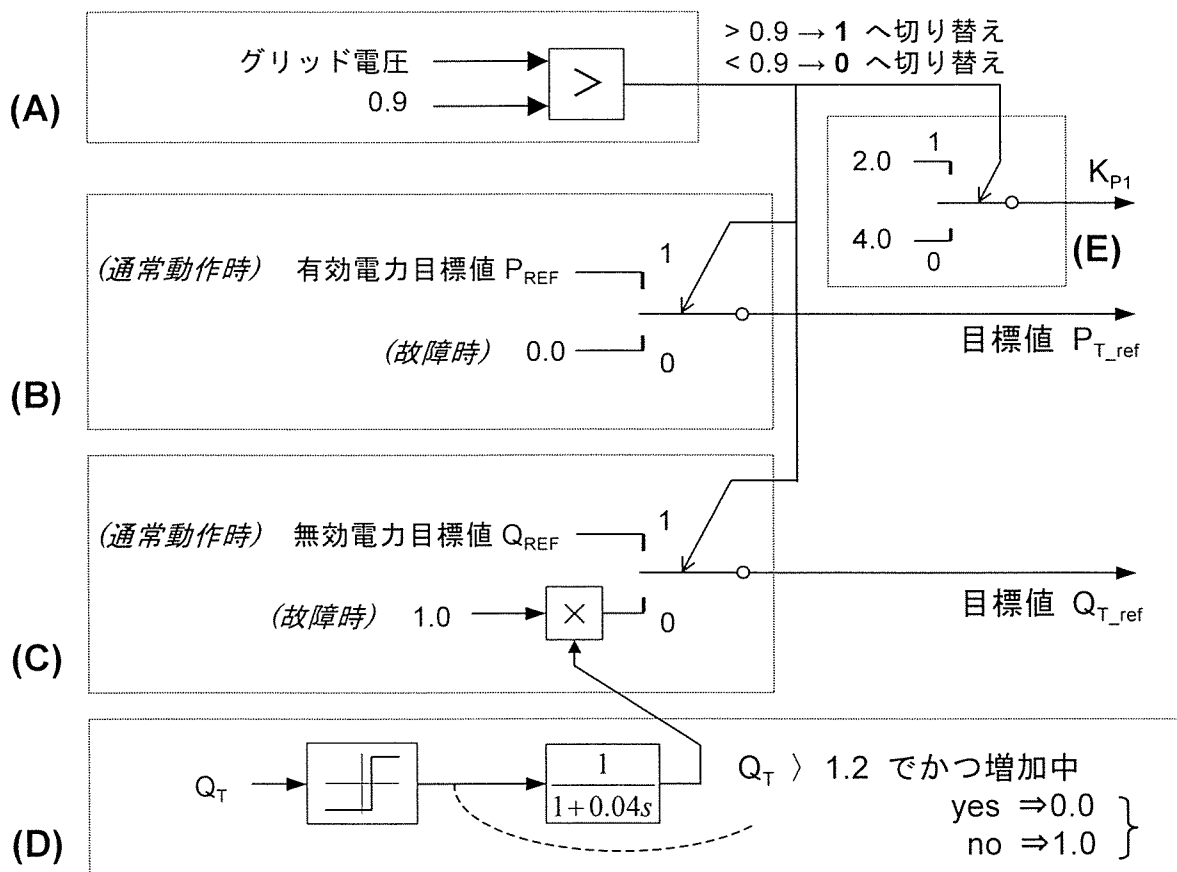 (A)
グリッド電圧
0.9
>
> 0.9 → 1 へ切り替え
< 0.9 → 0 へ切り替え
1
2.0
4.0
0
K_P1
(E)
(B)
(通常動作時) 有効電力目標値 P_REF
1
(故障時) 0.0
0
目標値 P_T_ref
(C)
(通常動作時) 無効電力目標値 Q_REF
1
(故障時) 1.0
×
0
目標値 Q_T_ref
(D)
Q_T
1
1+0.04s
Q_T 〉 1.2 でかつ増加中
yes ⇒0.0
no ⇒1.0